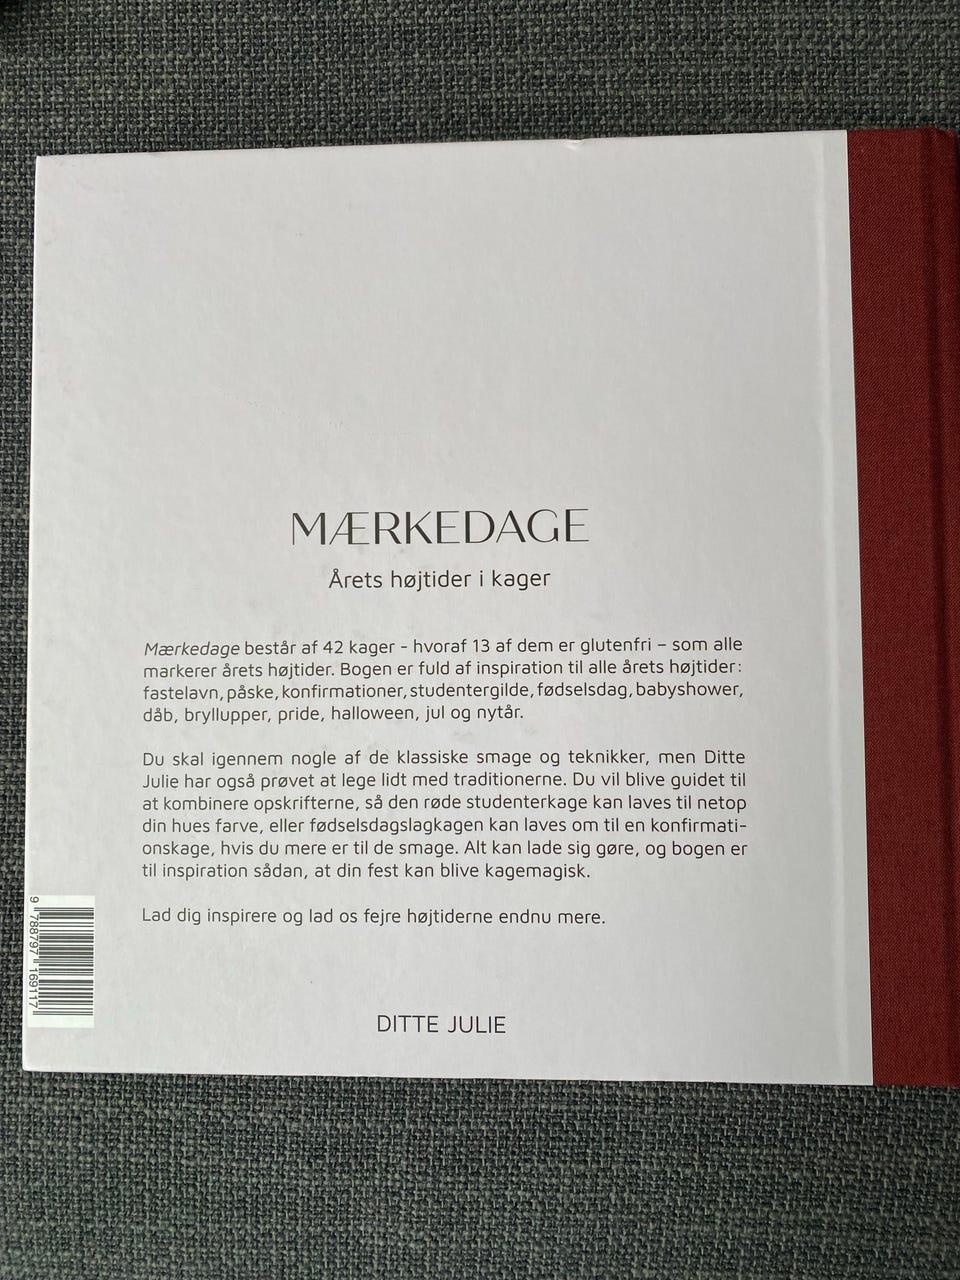 MÆRKEDAGE
Årets højtider i kager
Mærkedage består af 42 kager - hvoraf 13 af dem er glutenfri – som alle
markerer årets højtider. Bogen er fuld af inspiration til alle årets højtider:
fastelavn, påske, konfirmationer, studentergilde, fødselsdag, babyshower,
dåb, bryllupper, pride, halloween, jul og nytår.
Du skal igennem nogle af de klassiske smage og teknikker, men Ditte
Julie har også prøvet at lege lidt med traditionerne. Du vil blive guidet til
at kombinere opskrifterne, så den røde studenterkage kan laves til netop
din hues farve, eller fødselsdagslagkagen kan laves om til en konfirmati-
onskage, hvis du mere er til de smage. Alt kan lade sig gøre, og bogen er
til inspiration sådan, at din fest kan blive kagemagisk.
Lad dig inspirere og lad os fejre højtiderne endnu mere.
DITTE JULIE
9 788797 169117